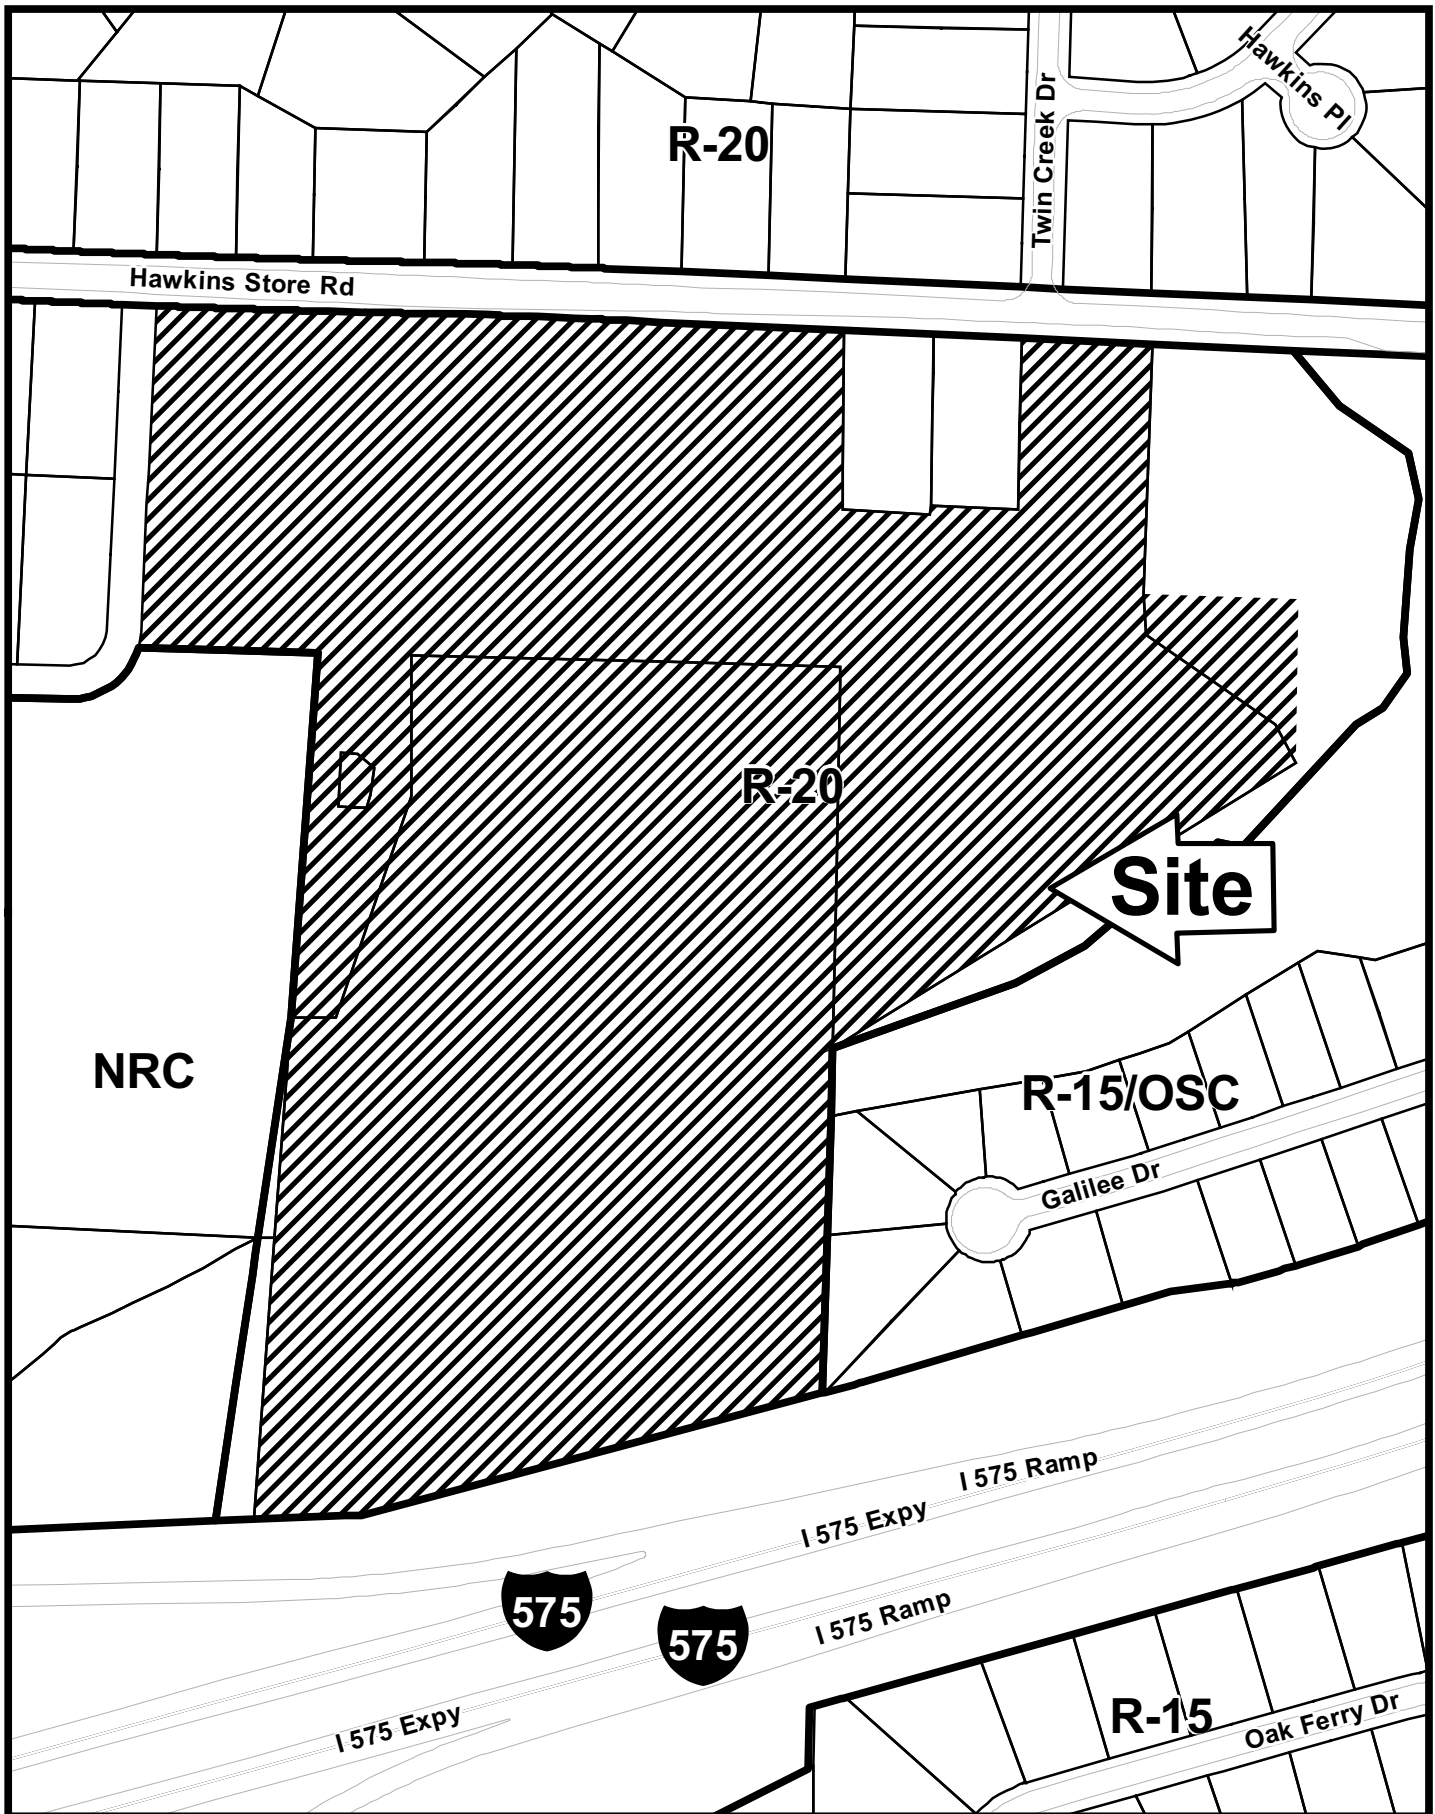 Hawkins Pl
R-20
Twin Creek Dr
Hawkins Store Rd
R-20
Site
NRC
R-15/OSC
Galilee Dr
I 575 Ramp
I 575 Expy
575
575
I 575 Ramp
I 575 Expy
R-15
Oak Ferry Dr